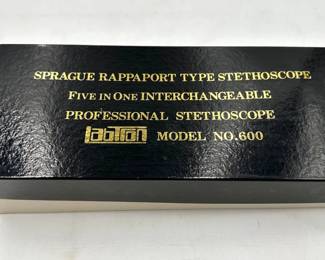 SPRAGUE RAPPAPORT TYPE STETHOSCOPE
FIVE IN ONE INTERCHANGEABLE
PROFESSIONAL STETHOSCOPE
labtron MODEL NO.600